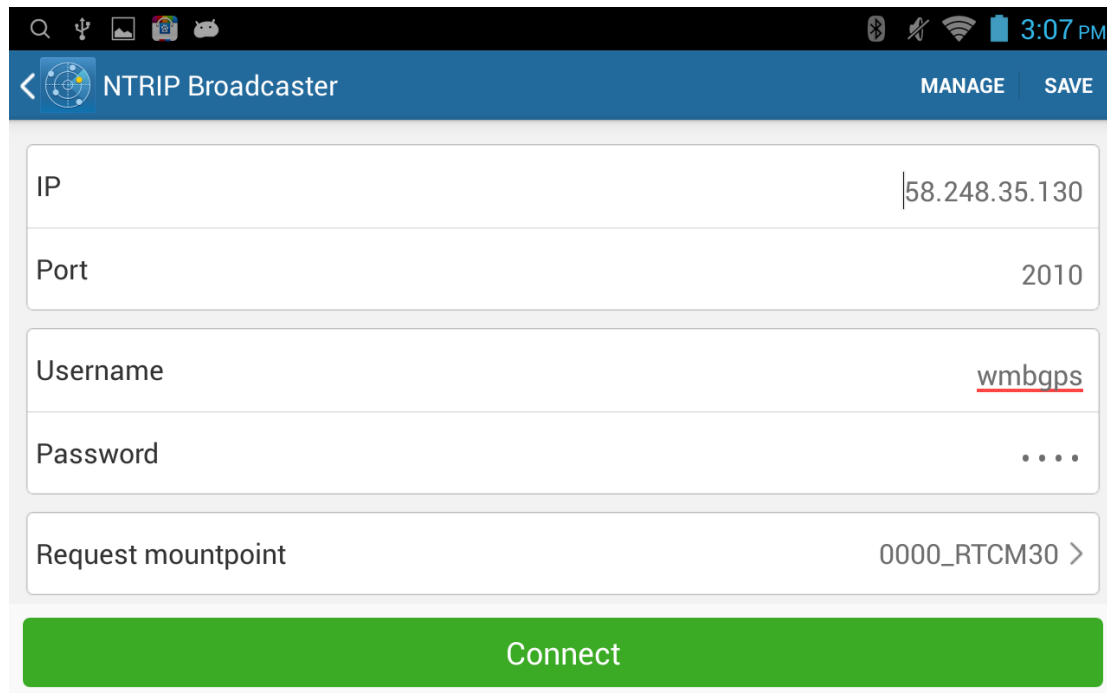 3:07 PM
NTRIP Broadcaster MANAGE SAVE
IP 58.248.35.130
Port 2010
Username wmbgps
Password ••••
Request mountpoint 0000_RTCM30
Connect